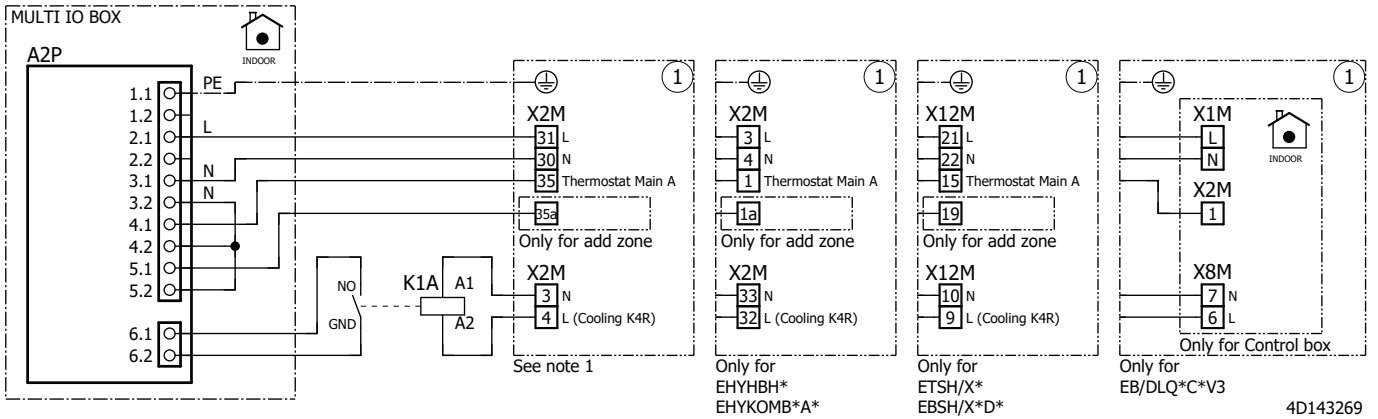 MULTI IO BOX
INDOOR
A2P
1.1
1.2
2.1
2.2
3.1
3.2
4.1
4.2
5.1
5.2
6.1
6.2
PE
L
N
N
NO
GND
K1A
A1
A2
1
X2M
31 L
30 N
35 Thermostat Main A
35a
Only for add zone
X2M
3 N
4 L (Cooling K4R)
See note 1
1
X2M
3 L
4 N
1 Thermostat Main A
1a
Only for add zone
X2M
33 N
32 L (Cooling K4R)
Only for
EHYHBH*
EHYKOMB*A*
1
X12M
21 L
22 N
15 Thermostat Main A
19
Only for add zone
X12M
10 N
9 L (Cooling K4R)
Only for
ETSH/X*
EBSH/X*D*
1
X1M
L
N
INDOOR
X2M
1
X8M
7 N
6 L
Only for Control box
Only for
EB/DLQ*C*V3
4D143269